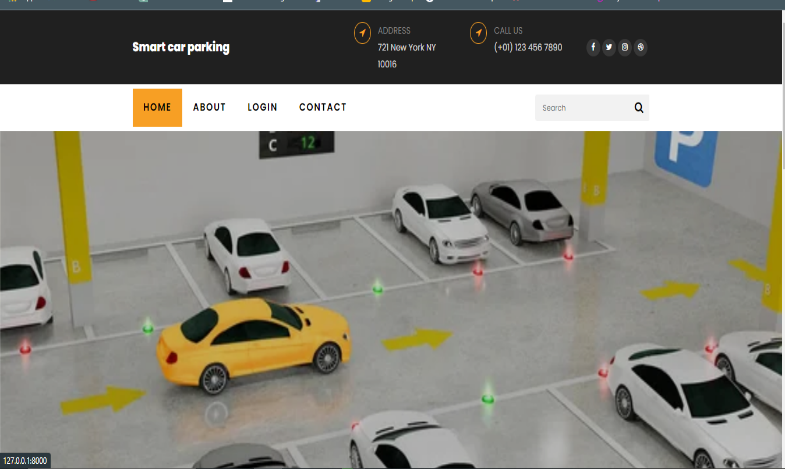 Smart car parking
ADDRESS
721 New York NY
10016
CALL US
(+01) 123 456 7890
HOME
ABOUT
LOGIN
CONTACT
Search
C 12
P
B
B
127.0.0.1:8000